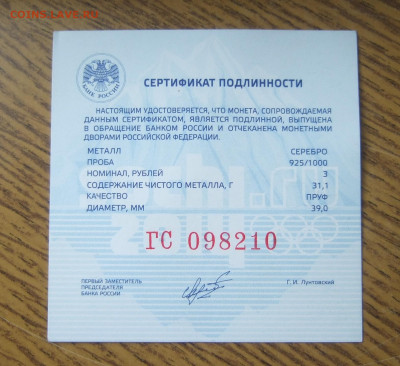 COINSS.SU
БАНК РОССИИ
СЕРТИФИКАТ ПОДЛИННОСТИ
НАСТОЯЩИМ УДОСТОВЕРЯЕТСЯ, ЧТО МОНЕТА, СОПРОВОЖДАЕМАЯ
ДАННЫМ СЕРТИФИКАТОМ, ЯВЛЯЕТСЯ ПОДЛИННОЙ, ВЫПУЩЕНА
В ОБРАЩЕНИЕ БАНКОМ РОССИИ И ОТЧЕКАНЕНА МОНЕТНЫМИ
ДВОРАМИ РОССИЙСКОЙ ФЕДЕРАЦИИ.
МЕТАЛЛ СЕРЕБРО
ПРОБА 925/1000
НОМИНАЛ, РУБЛЕЙ 3
СОДЕРЖАНИЕ ЧИСТОГО МЕТАЛЛА, Г 31,1
КАЧЕСТВО ПРУФ
ДИАМЕТР, ММ 39,0
ГС 098210
ПЕРВЫЙ ЗАМЕСТИТЕЛЬ
ПРЕДСЕДАТЕЛЯ
БАНКА РОССИИ
Г. И. Лунтовский